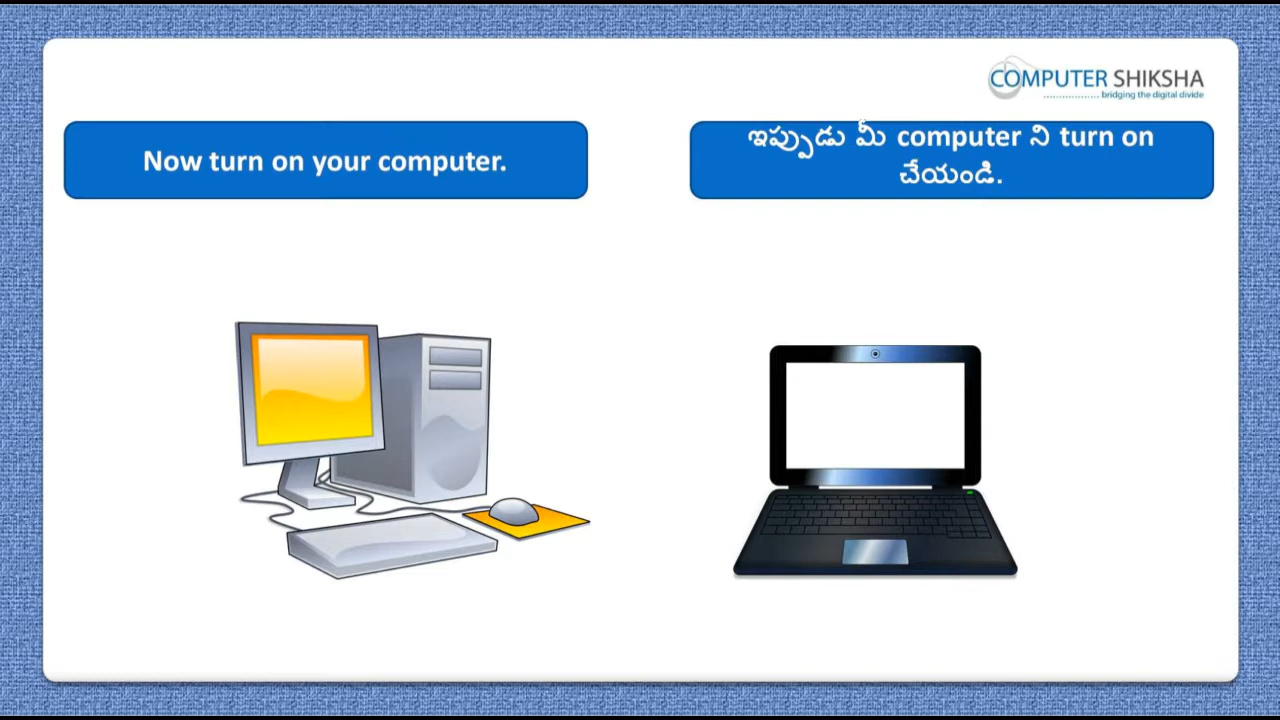 COMPUTER SHIKSHA
.................. bridging the digital divide
Now turn on your computer.
ఇప్పుడు మీ computer ని turn on
చేయండి.